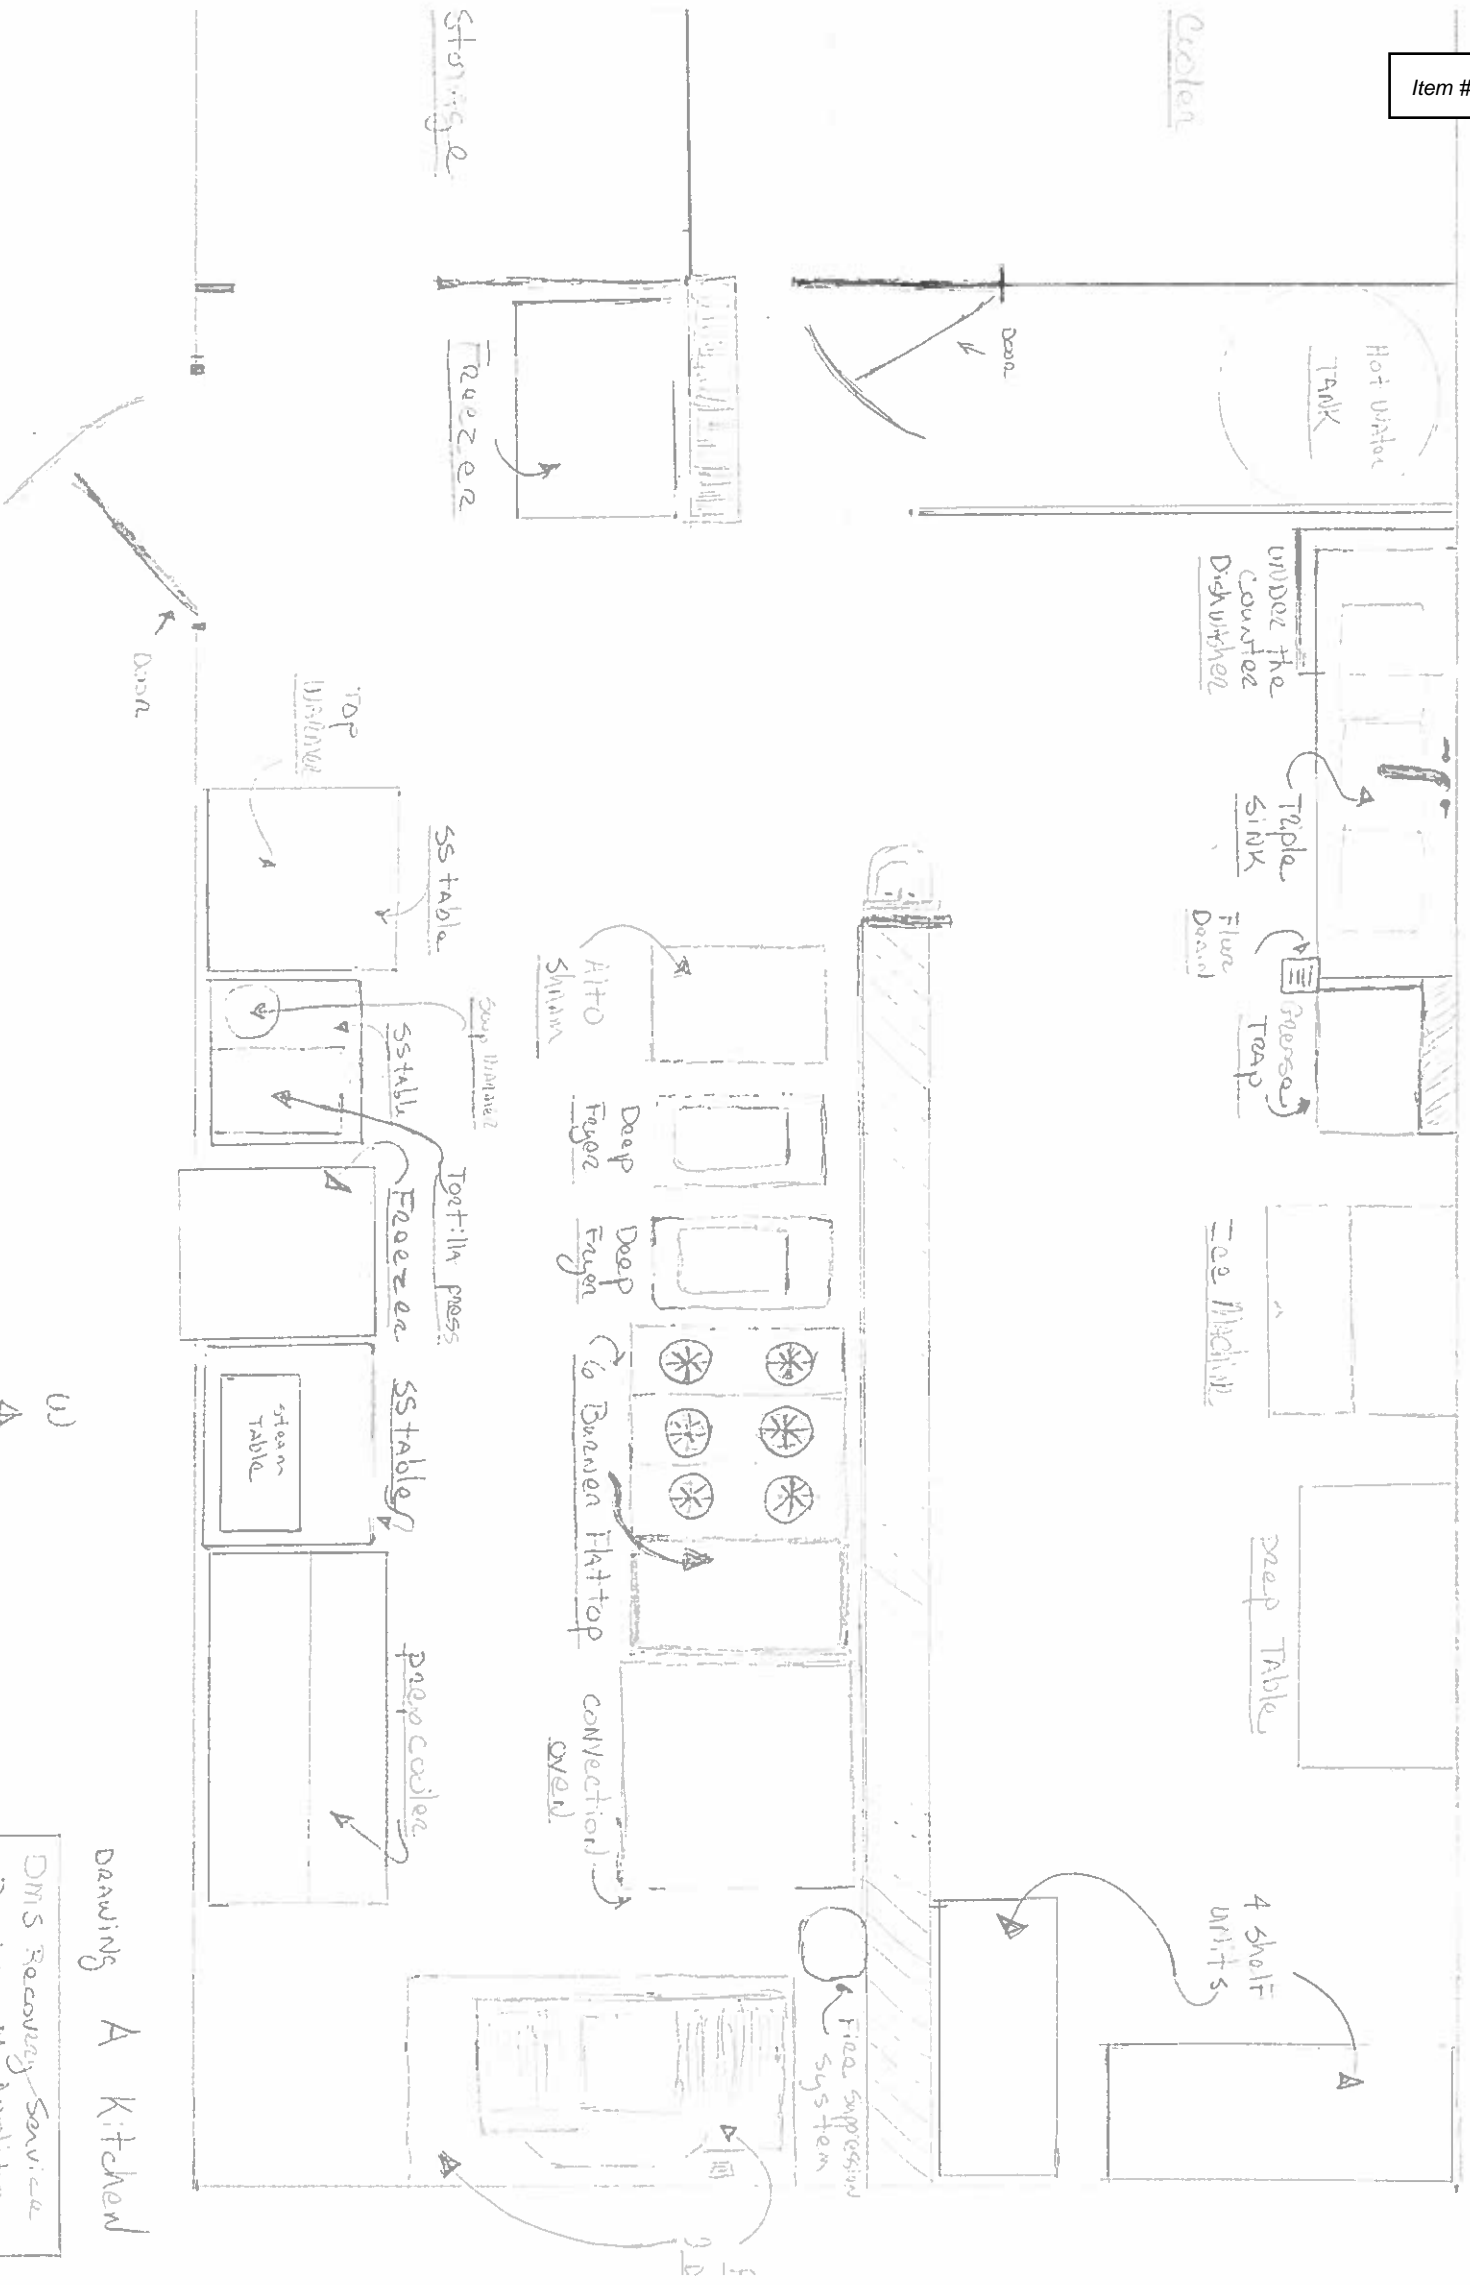 Item #
Cooler
Storage
Door
Hot Water
TANK
Freezer
Door
UNDER the
Counter
Dishwasher
Triple
SINK
Floor
Drain
Grease
TRAP
Ice Machine
Prep TABle
4 Shelf
UNITS
TOP
SS tAble
Alto
Sham
Deep
Fryer
Deep
Fryer
6 Burner FlAttop
CONVection
oven
Fire Suppression
System
SS tAble
Tortilla press
Freezer
SS tAble
steam
TABle
prep cooler
DRAWiNg A KitcheN
DMS Recovery Service